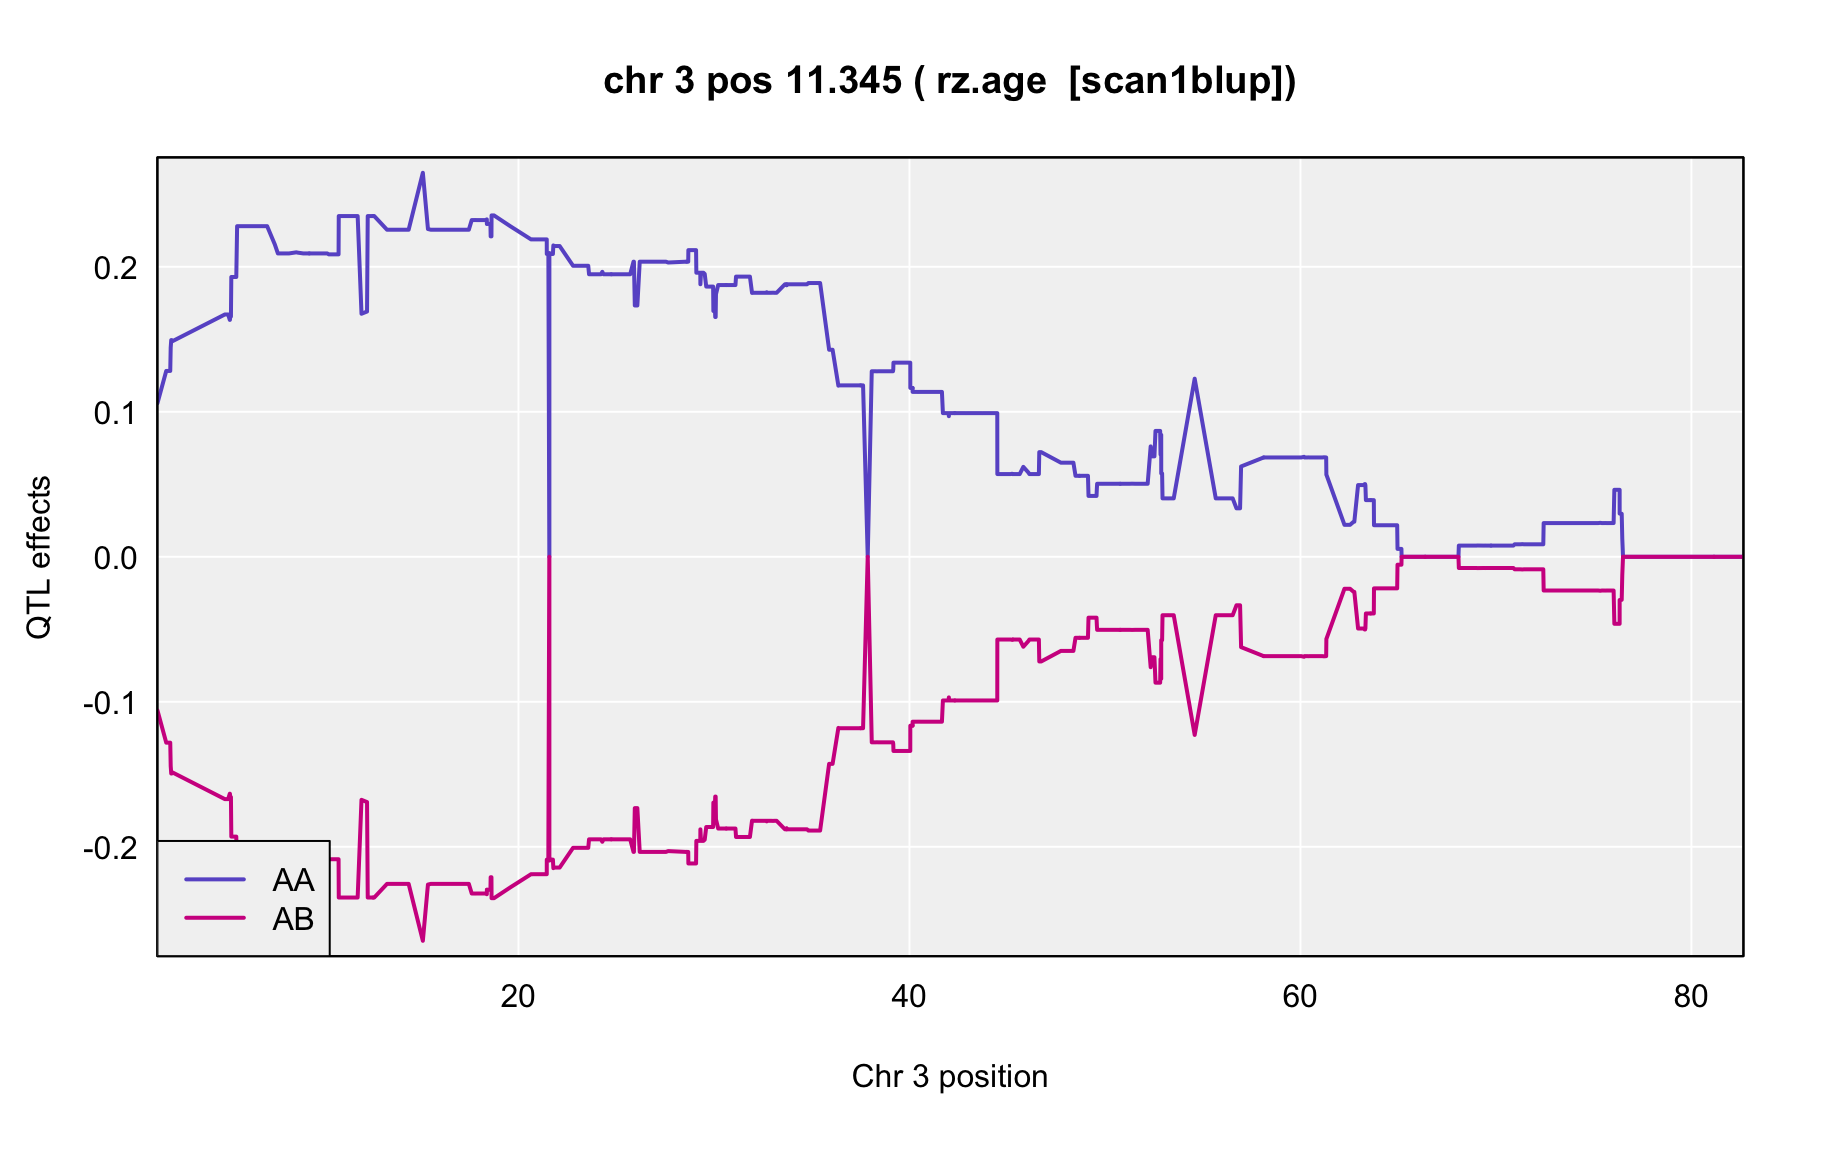 chr 3 pos 11.345 ( rz.age  [scan1blup])
QTL effects
0.2
0.1
0.0
-0.1
-0.2
AA
AB
20 40 60 80
Chr 3 position